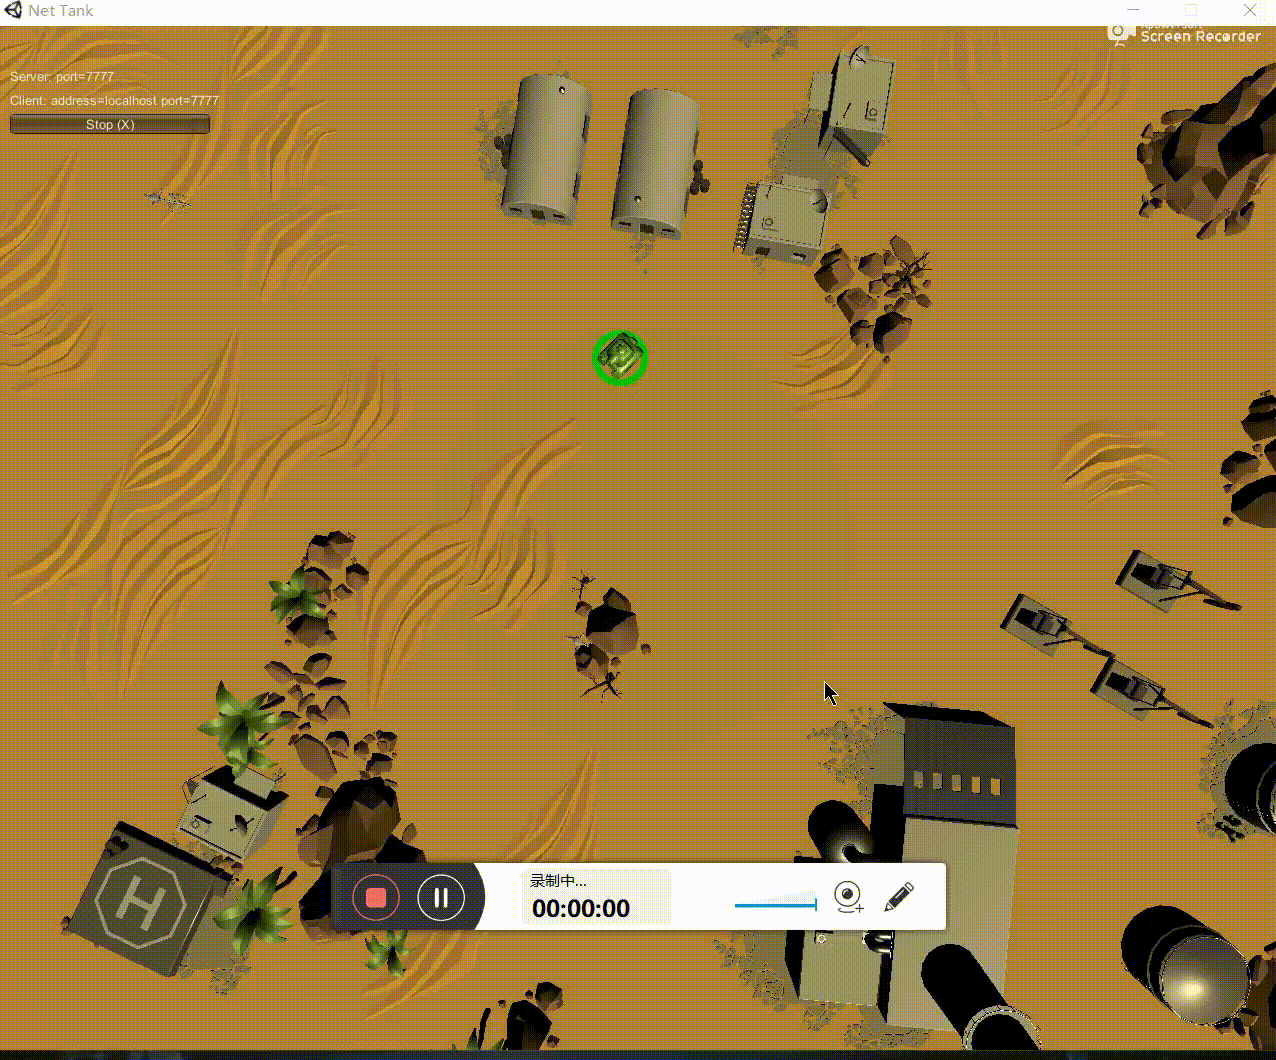 Net Tank
Screen Recorder
Server: port=7777
Client: address=localhost port=7777
Stop (X)
H
录制中...
00:00:00